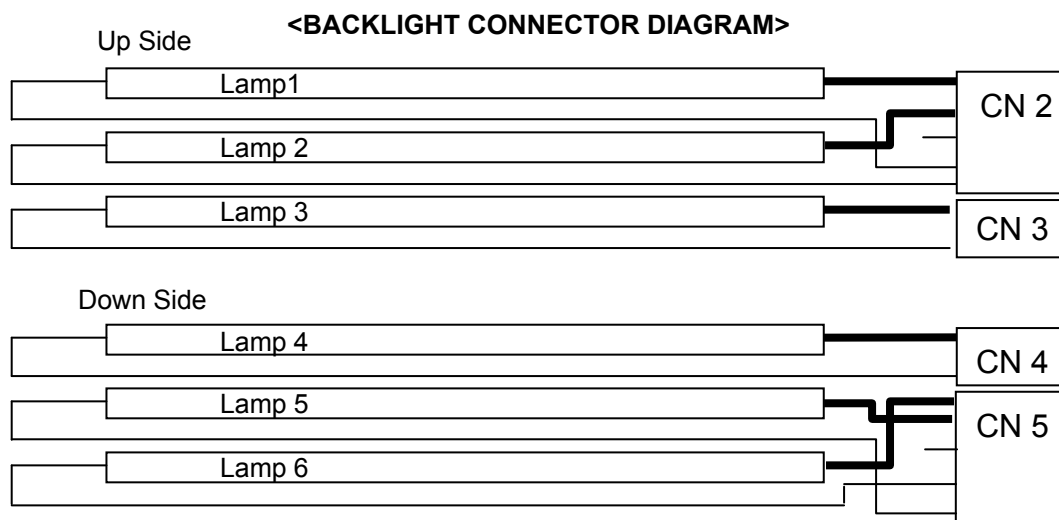 <BACKLIGHT CONNECTOR DIAGRAM>
Up Side
Lamp1
CN 2
Lamp 2
Lamp 3
CN 3
Down Side
Lamp 4
CN 4
Lamp 5
CN 5
Lamp 6